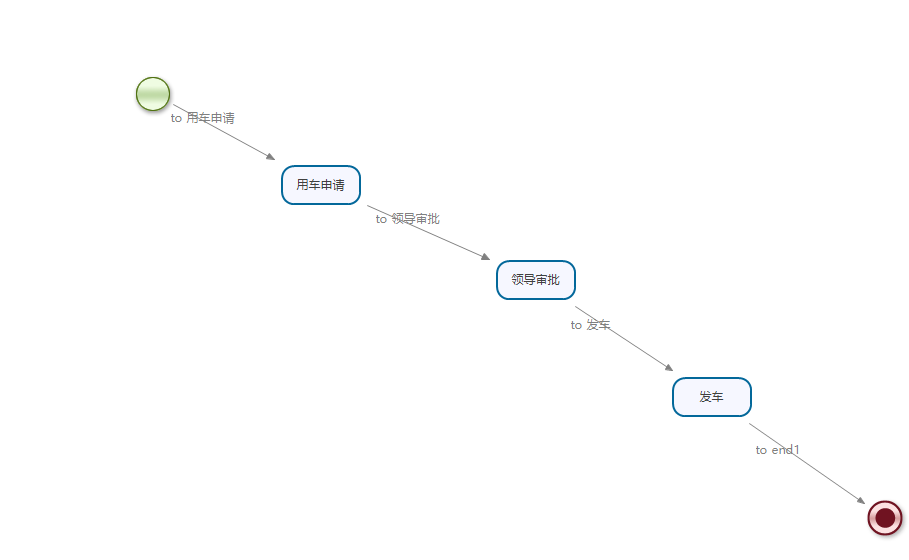 to 用车申请
用车申请
to 领导审批
领导审批
to 发车
发车
to end1